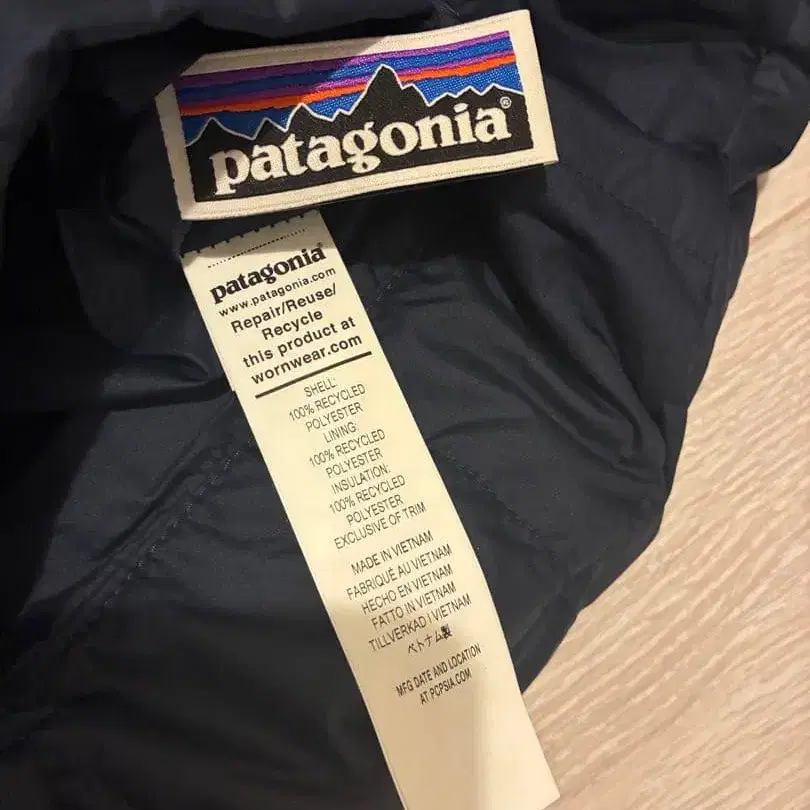 patagonia®
patagonia®
www.patagonia.com
Repair/Reuse/
Recycle
this product at
wornwear.com
SHELL:
100% RECYCLED
POLYESTER
LINING:
100% RECYCLED
POLYESTER
INSULATION:
100% RECYCLED
POLYESTER
EXCLUSIVE OF TRIM
MADE IN VIETNAM
FABRIQUÉ AU VIETNAM
HECHO EN VIETNAM
FATTO IN VIETNAM
TILLVERKAD I VIETNAM
ベトナム製
MFG DATE AND LOCATION
AT PCPSIA.COM